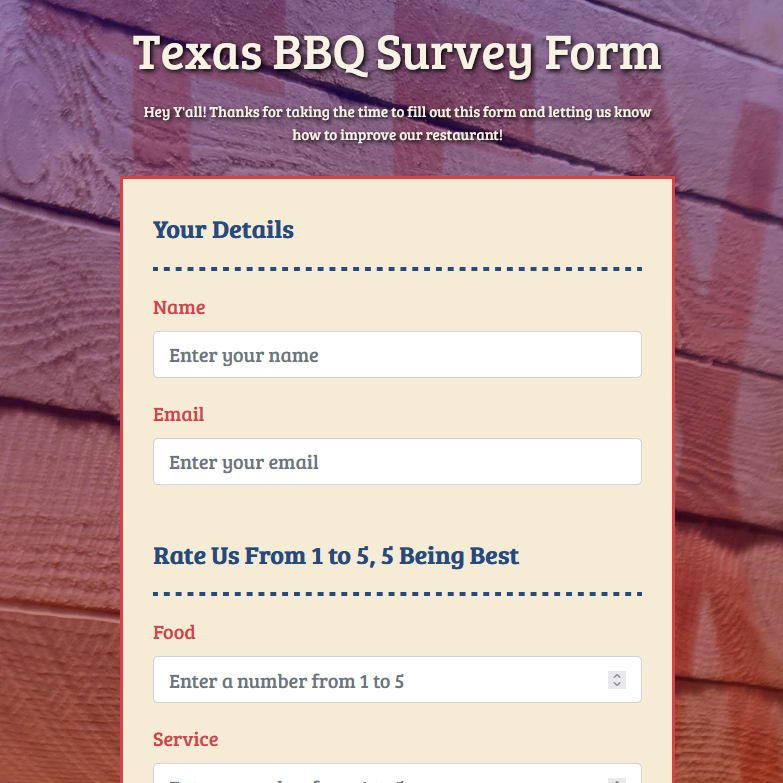 Texas BBQ Survey Form
Hey Y'all! Thanks for taking the time to fill out this form and letting us know
how to improve our restaurant!
Your Details
Name
Enter your name
Email
Enter your email
Rate Us From 1 to 5, 5 Being Best
Food
Enter a number from 1 to 5
Service